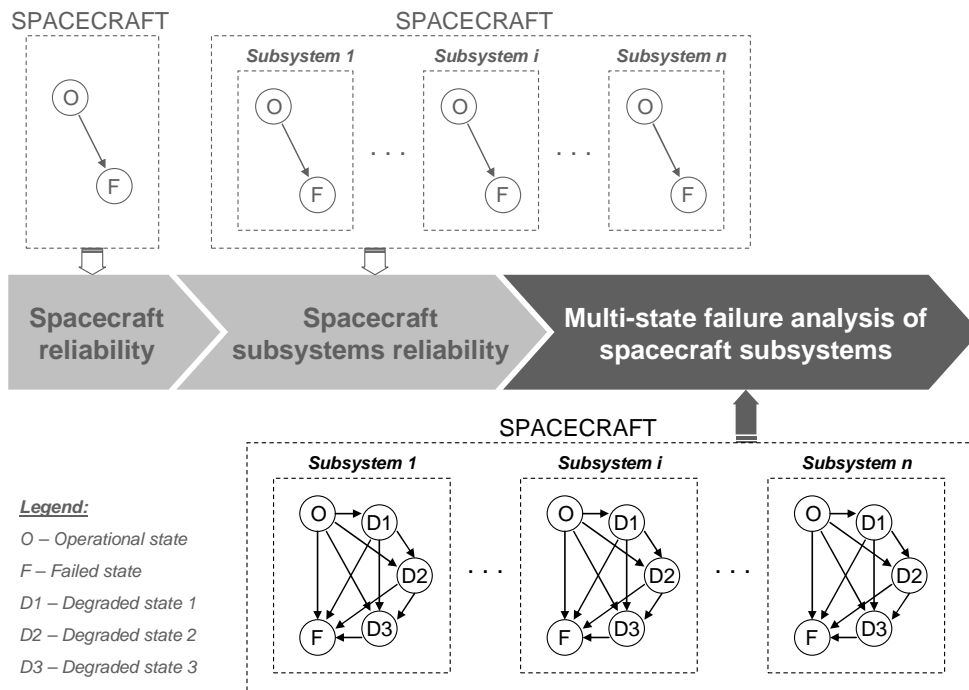 SPACECRAFT
SPACECRAFT
Subsystem 1
Subsystem i
Subsystem n
O
F
O
F
. . .
O
F
. . .
O
F
Spacecraft
reliability
Spacecraft
subsystems reliability
Multi-state failure analysis of
spacecraft subsystems
SPACECRAFT
Subsystem 1
Subsystem i
Subsystem n
O
D1
D2
D3
F
. . .
O
D1
D2
D3
F
. . .
O
D1
D2
D3
F
Legend:
O – Operational state
F – Failed state
D1 – Degraded state 1
D2 – Degraded state 2
D3 – Degraded state 3